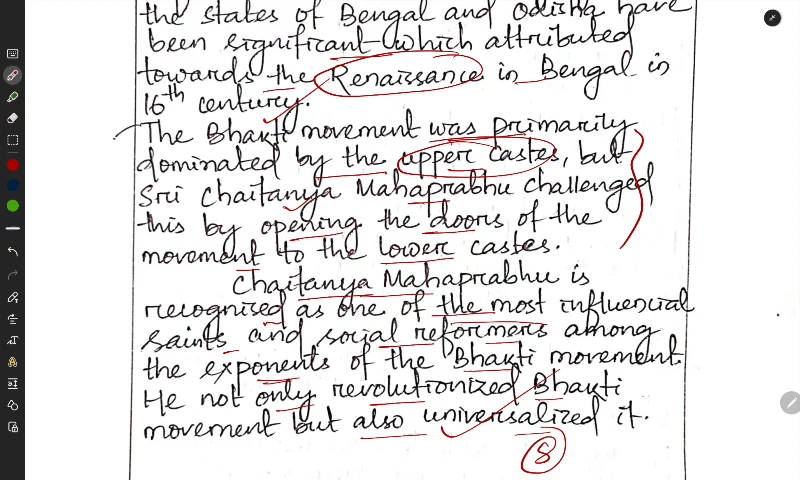 the states of Bengal and Odisha have
been significant which attributed
towards the Renaissance in Bengal in
16th century.
The Bhakti movement was primarily
dominated by the upper castes, but
Sri Chaitanya Mahaprabhu challenged
this by opening the doors of the
movement to the lower castes.
Chaitanya Mahaprabhu is
recognised as one of the most influencial
saints and social reformers among
the exponents of the Bhakti movement.
He not only revolutionized Bhakti
movement but also universalized it.
8